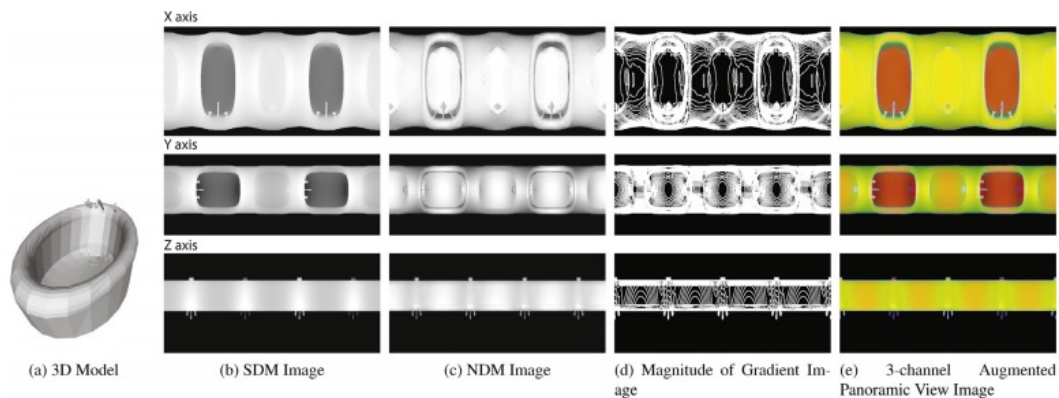 X axis
Y axis
Z axis
(a) 3D Model
(b) SDM Image
(c) NDM Image
(d) Magnitude of Gradient Im-
age
(e) 3-channel Augmented
Panoramic View Image